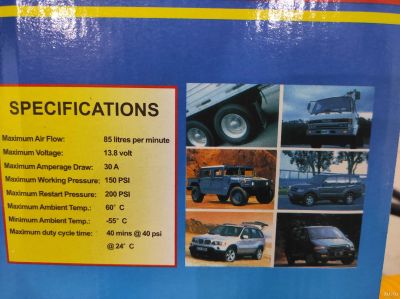 SPECIFICATIONS
Maximum Air Flow: 85 litres per minute
Maximum Voltage: 13.8 volt
Maximum Amperage Draw: 30 A
Maximum Working Pressure: 150 PSI
Maximum Restart Pressure: 200 PSI
Maximum Ambient Temp.: 60° C
Minimum Ambient Temp.: -55° C
Maximum duty cycle time: 40 mins @ 40 psi
@ 24° C